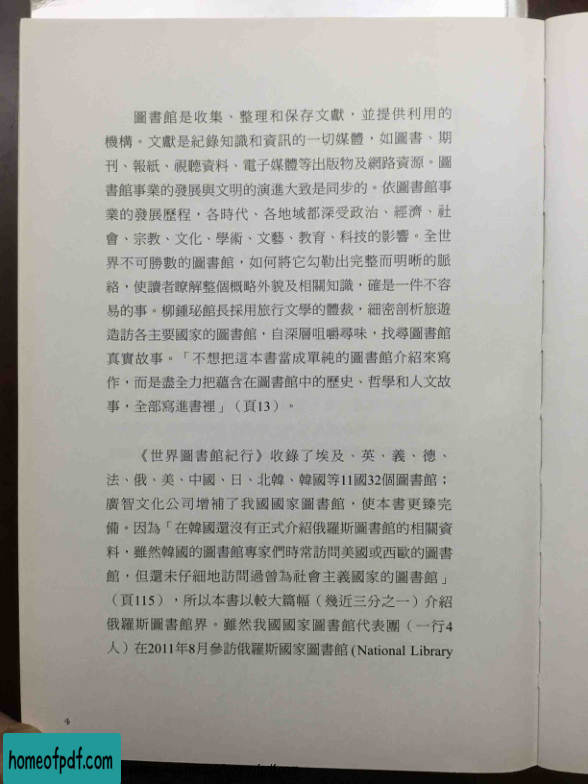 圖書館是收集、整理和保存文獻，並提供利用的
機構。文獻是紀錄知識和資訊的一切媒體，如圖書、期
刊、報紙、視聽資料、電子媒體等出版物及網路資源。圖
書館事業的發展與文明的演進大致是同步的。依圖書館事
業的發展歷程，各時代、各地域都深受政治、經濟、社
會、宗教、文化、學術、文藝、教育、科技的影響。全世
界不可勝數的圖書館，如何將它勾勒出完整而明晰的脈
絡，使讀者瞭解整個概略外貌及相關知識，確是一件不容
易的事。柳鍾珌館長採用旅行文學的體裁，細密剖析旅遊
造訪各主要國家的圖書館，自深層咀嚼尋味，找尋圖書館
真實故事。「不想把這本書當成單純的圖書館介紹來寫
作，而是盡全力把蘊含在圖書館中的歷史、哲學和人文故
事，全部寫進書裡」（頁13）。
《世界圖書館紀行》收錄了埃及、英、義、德、
法、俄、美、中國、日、北韓、韓國等11國32個圖書館；
廣智文化公司增補了我國國家圖書館，使本書更臻完
備。因為「在韓國還沒有正式介紹俄羅斯圖書館的相關資
料，雖然韓國的圖書館專家們時常訪問美國或西歐的圖書
館，但還未仔細地訪問過曾為社會主義國家的圖書館」
（頁115），所以本書以較大篇幅（幾近三分之一）介紹
俄羅斯圖書館界。雖然我國國家圖書館代表團（一行4
人）在2011年8月參訪俄羅斯國家圖書館(National Library
4
homeofpdf.com